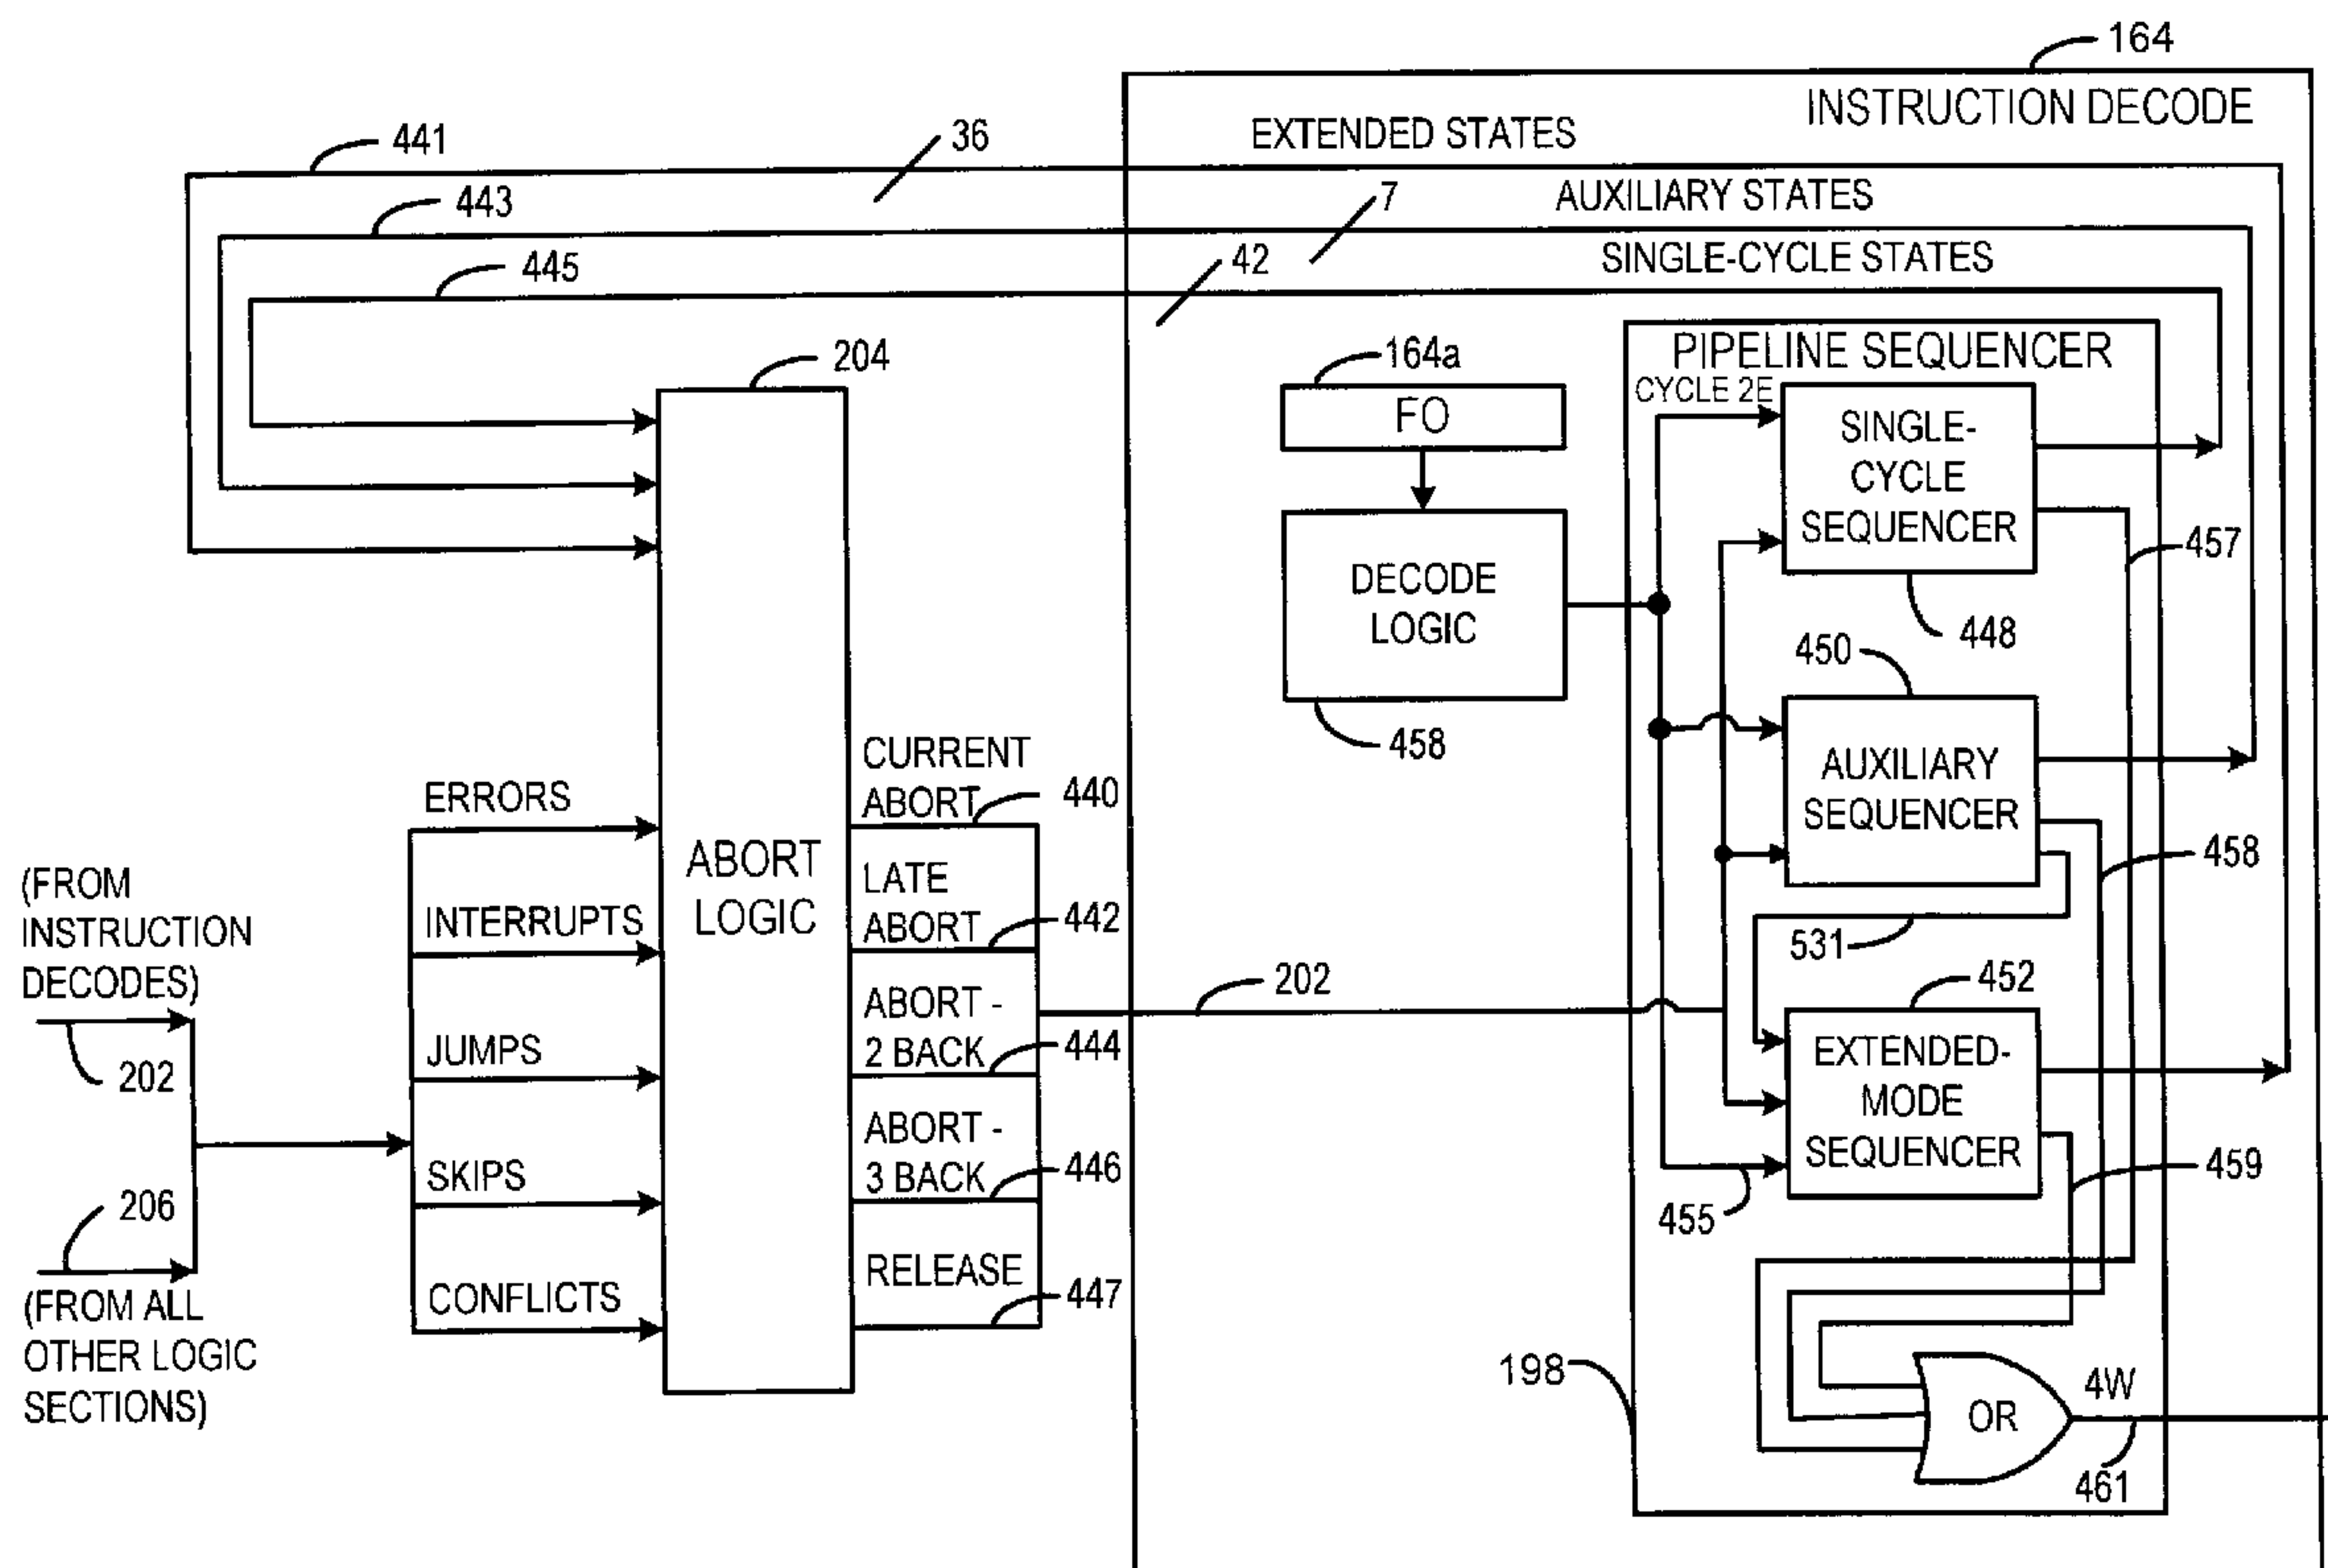 164
INSTRUCTION DECODE
EXTENDED STATES
441
36
AUXILIARY STATES
443
7
SINGLE-CYCLE STATES
445
42
204
164a
FO
PIPELINE SEQUENCER
CYCLE 2E
SINGLE-
CYCLE
SEQUENCER
457
448
DECODE
LOGIC
458
450
AUXILIARY
SEQUENCER
458
531
452
EXTENDED-
MODE
SEQUENCER
459
455
198
OR
4W
461
ABORT
LOGIC
CURRENT
ABORT
440
LATE
ABORT
442
ABORT -
2 BACK
444
ABORT -
3 BACK
446
RELEASE
447
202
ERRORS
INTERRUPTS
JUMPS
SKIPS
CONFLICTS
(FROM
INSTRUCTION
DECODES)
202
206
(FROM ALL
OTHER LOGIC
SECTIONS)